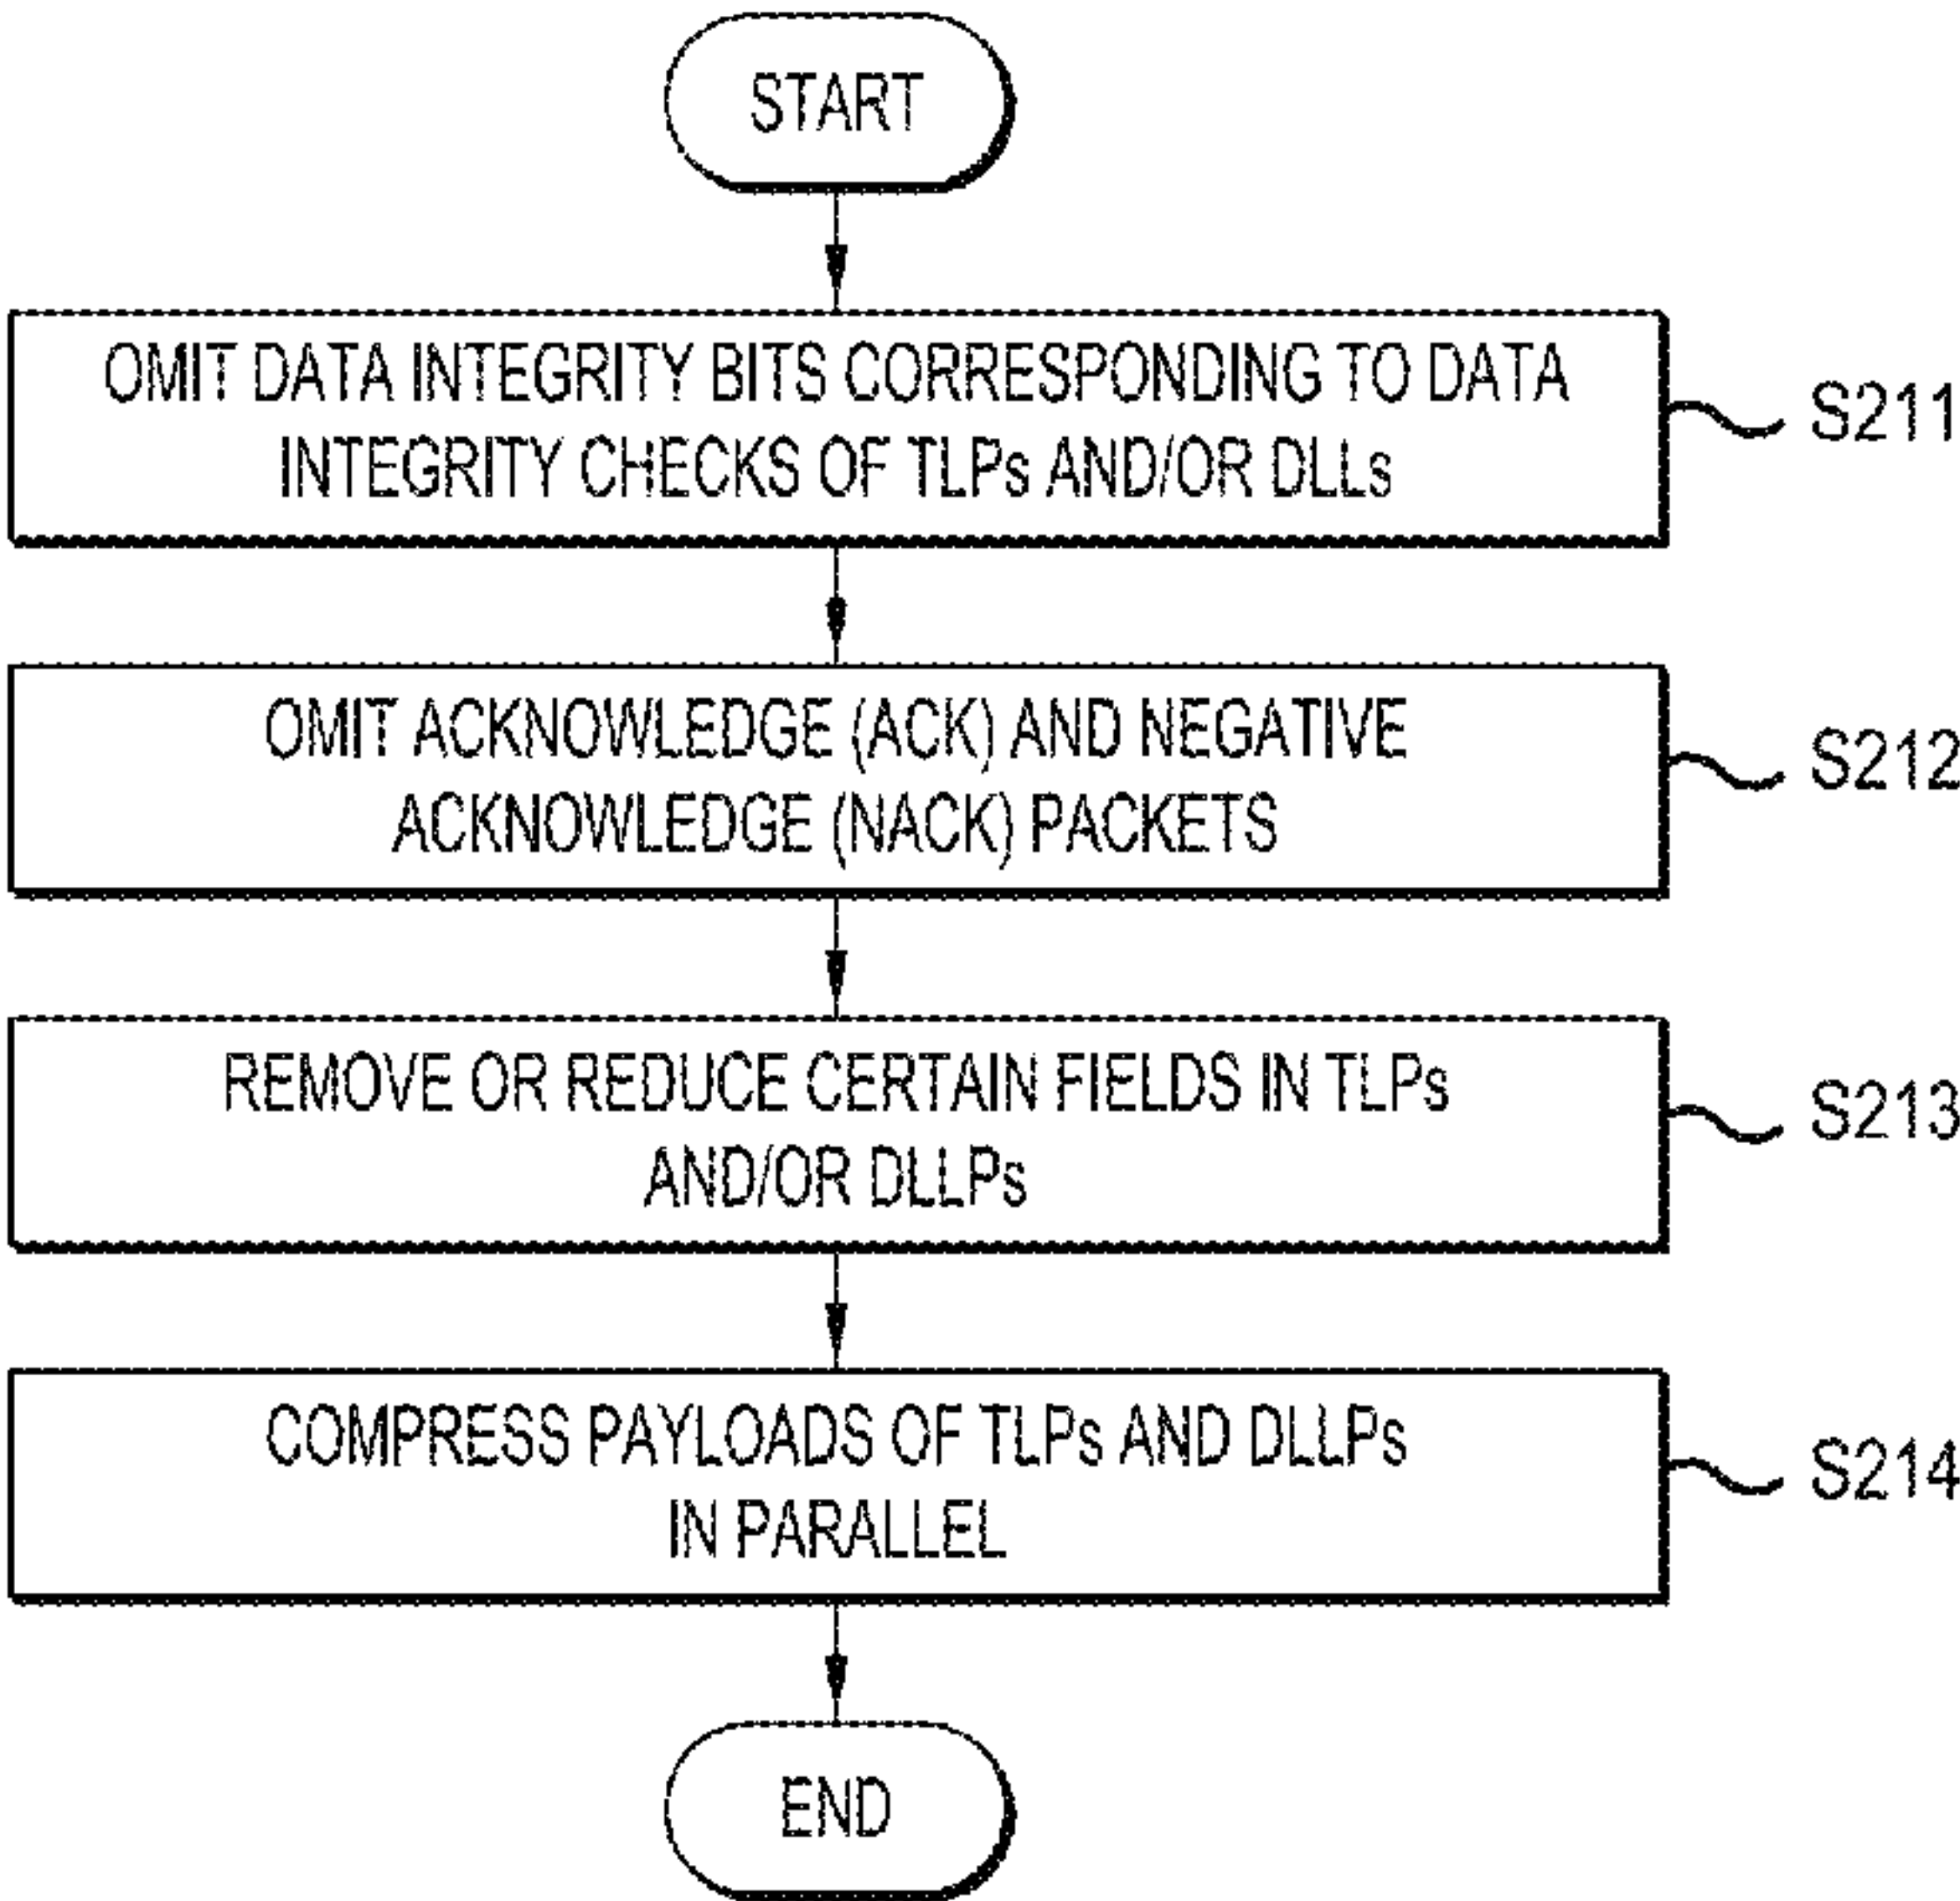 START
OMIT DATA INTEGRITY BITS CORRESPONDING TO DATA
INTEGRITY CHECKS OF TLPs AND/OR DLLs
S211
OMIT ACKNOWLEDGE (ACK) AND NEGATIVE
ACKNOWLEDGE (NACK) PACKETS
S212
REMOVE OR REDUCE CERTAIN FIELDS IN TLPs
AND/OR DLLPs
S213
COMPRESS PAYLOADS OF TLPs AND DLLPs
IN PARALLEL
S214
END